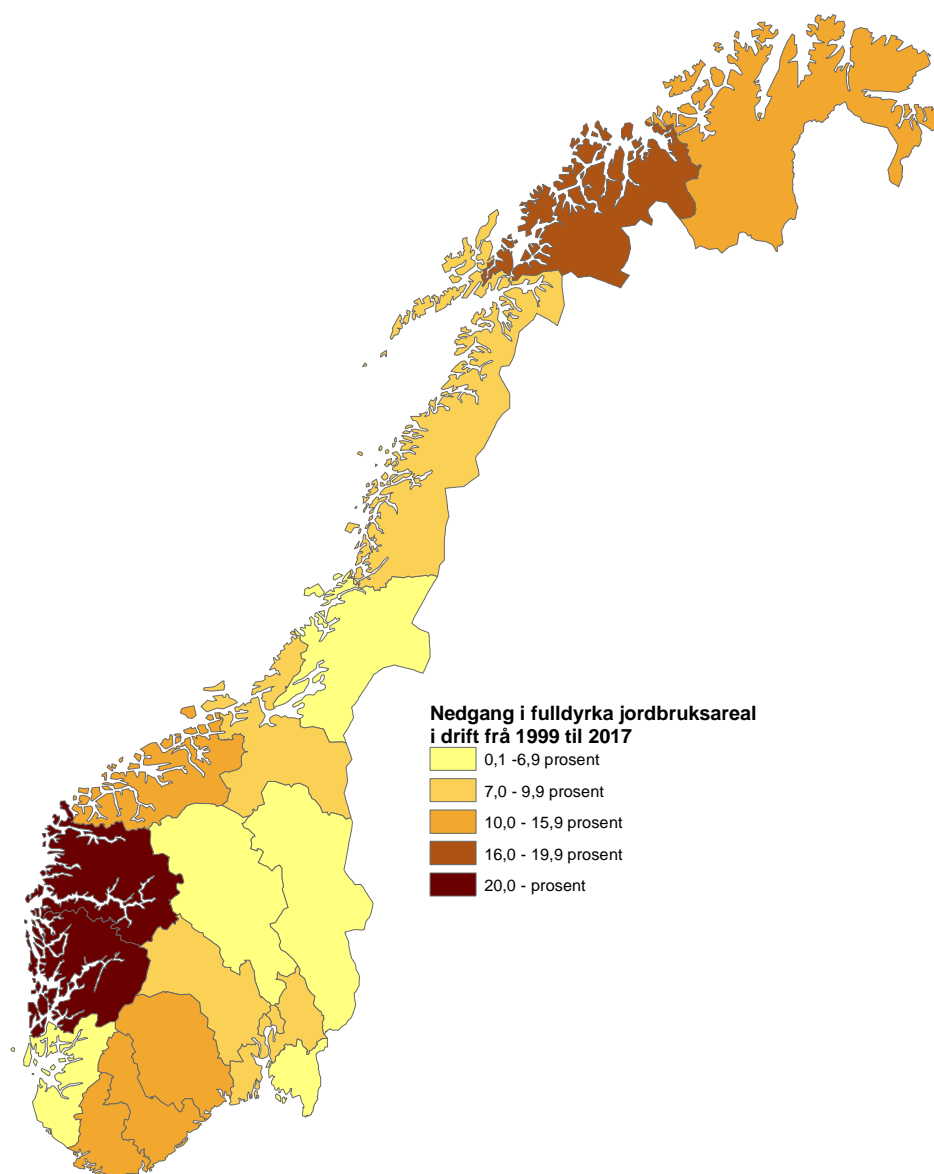 Nedgang i fulldyrka jordbruksareal
i drift frå 1999 til 2017
0,1 -6,9 prosent
7,0 - 9,9 prosent
10,0 - 15,9 prosent
16,0 - 19,9 prosent
20,0 - prosent